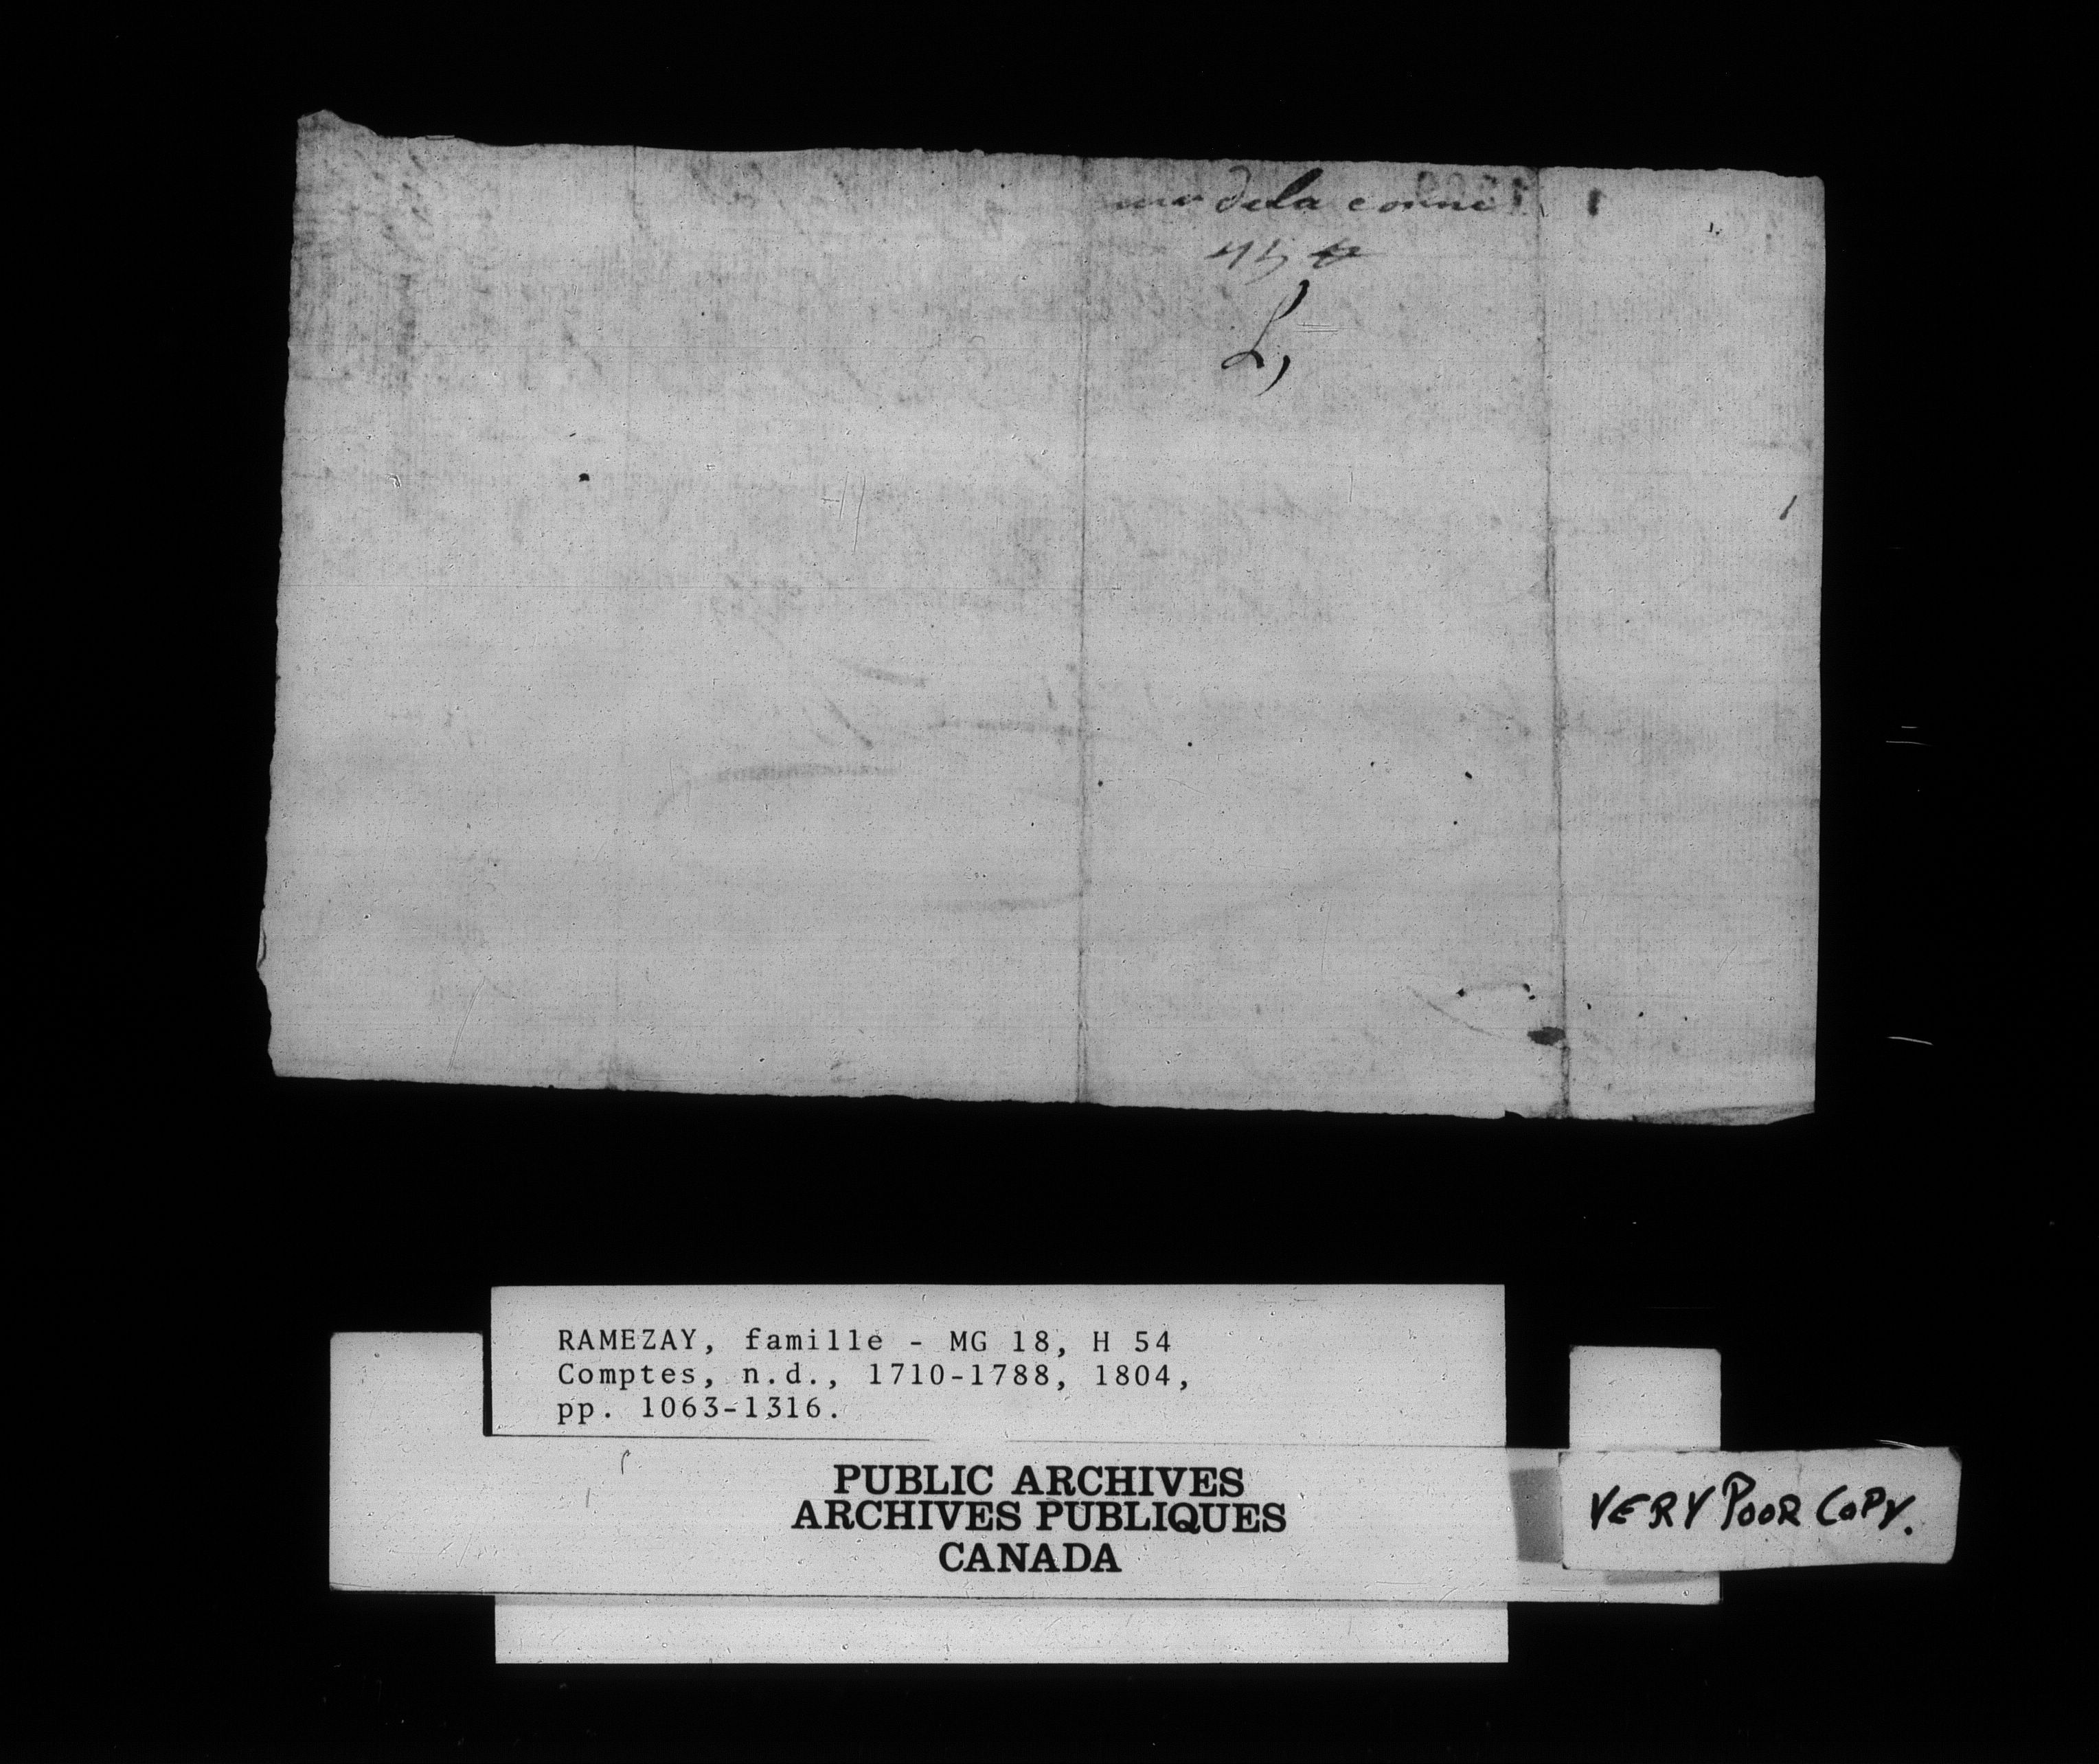 mr de la corne
45 ₶
L,
RAMEZAY, famille - MG 18, H 54
Comptes, n.d., 1710-1788, 1804,
pp. 1063-1316.
PUBLIC ARCHIVES
ARCHIVES PUBLIQUES
CANADA
VERY POOR COPY.